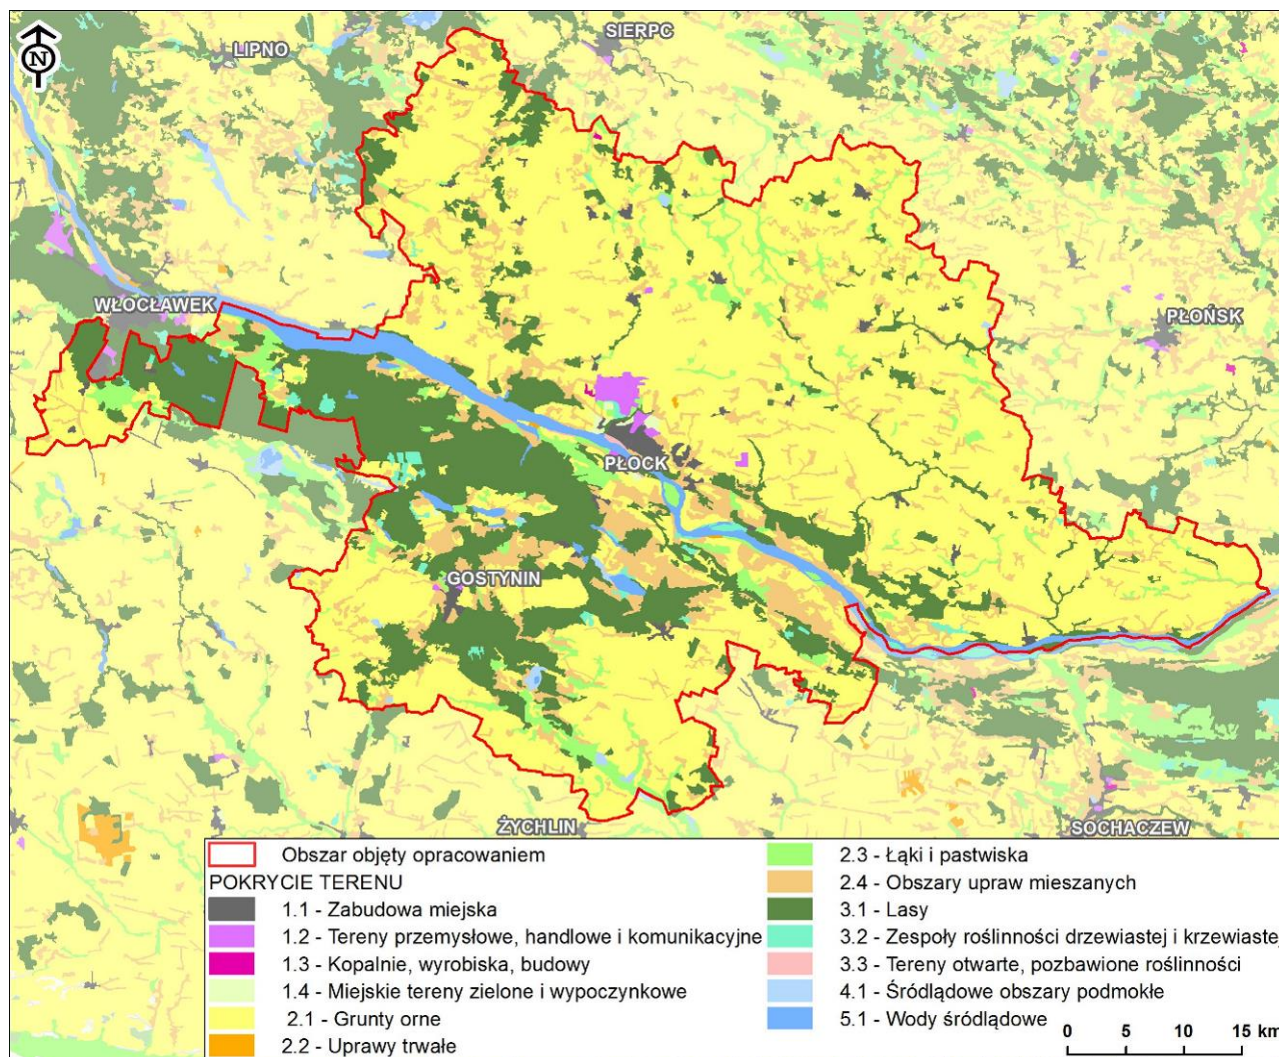 N
LIPNO
SIERPC
WŁOCŁAWEK
PŁOŃSK
PŁOCK
GOSTYNIN
ŻYCHLIN
SOCHACZEW
Obszar objęty opracowaniem
POKRYCIE TERENU
1.1 - Zabudowa miejska
1.2 - Tereny przemysłowe, handlowe i komunikacyjne
1.3 - Kopalnie, wyrobiska, budowy
1.4 - Miejskie tereny zielone i wypoczynkowe
2.1 - Grunty orne
2.2 - Uprawy trwałe
2.3 - Łąki i pastwiska
2.4 - Obszary upraw mieszanych
3.1 - Lasy
3.2 - Zespoły roślinności drzewiastej i krzewiaste
3.3 - Tereny otwarte, pozbawione roślinności
4.1 - Śródlądowe obszary podmokłe
5.1 - Wody śródlądowe
0 5 10 15 km